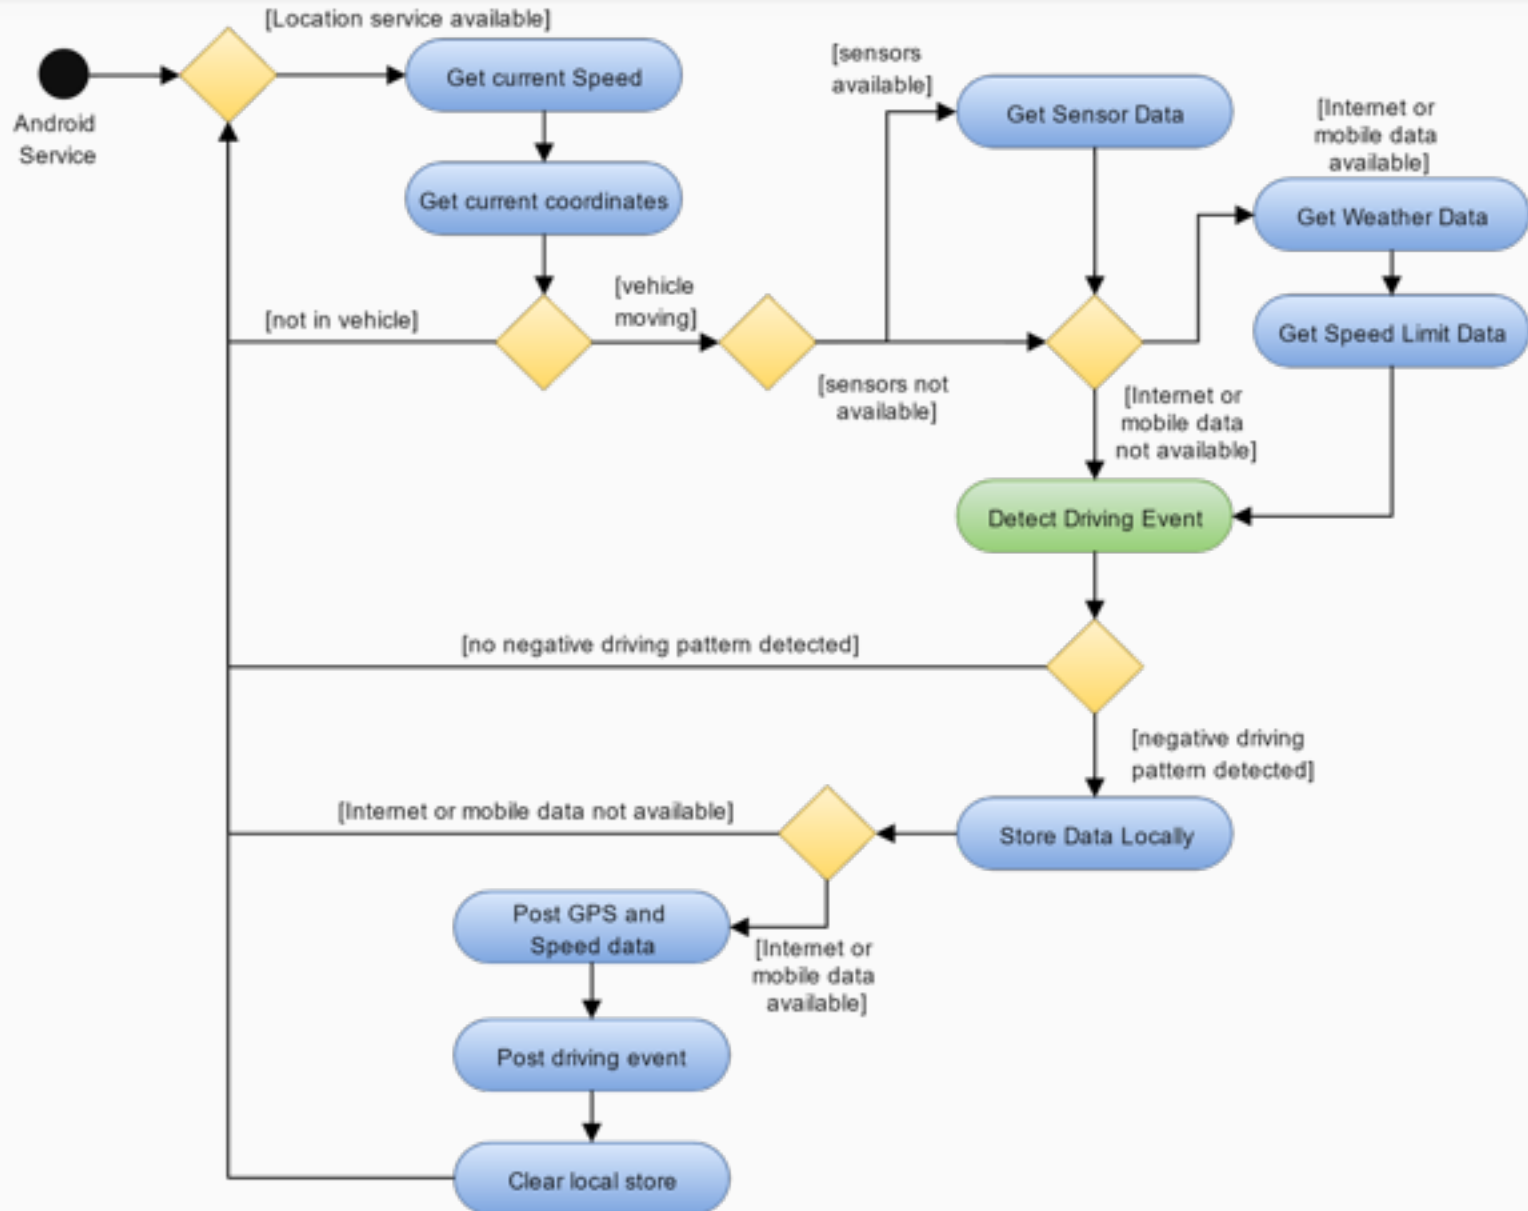 [Location service available]
Get current Speed
Android
Service
Get current coordinates
[sensors
available]
Get Sensor Data
[Internet or
mobile data
available]
Get Weather Data
Get Speed Limit Data
[not in vehicle]
[vehicle
moving]
[sensors not
available]
[Internet or
mobile data
not available]
Detect Driving Event
[no negative driving pattern detected]
[negative driving
pattern detected]
[Internet or mobile data not available]
Store Data Locally
Post GPS and
Speed data
[Internet or
mobile data
available]
Post driving event
Clear local store